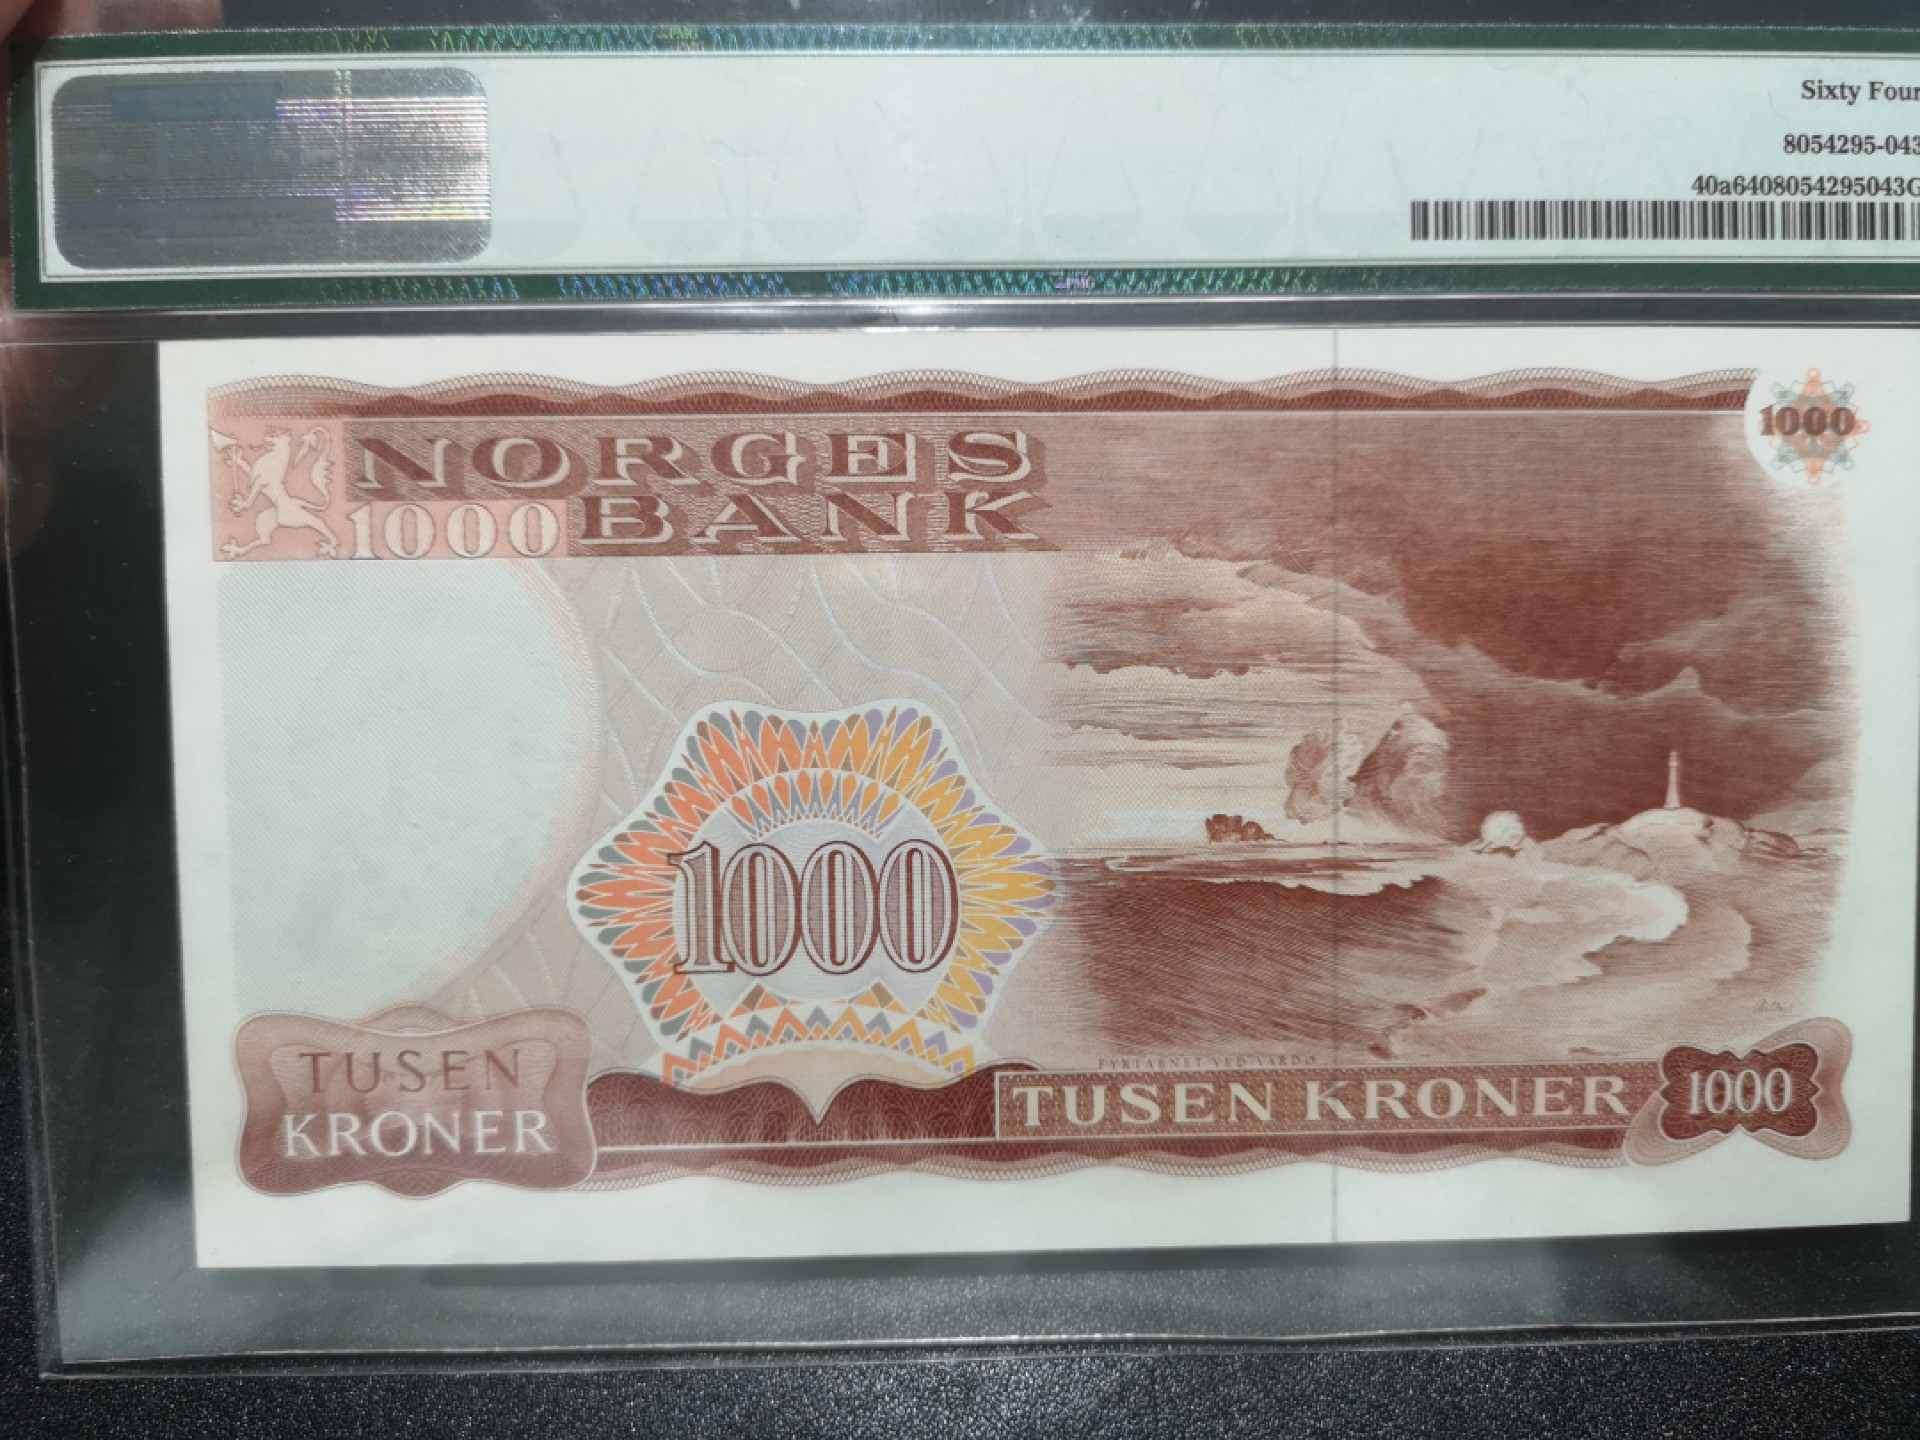 PMG
Sixty Four
8054295-043
40a6408054295043G
PMG
NORGES
1000 BANK
1000
1000
FYRTÅRNET VED VARDØ
TUSEN
KRONER
TUSEN KRONER
1000